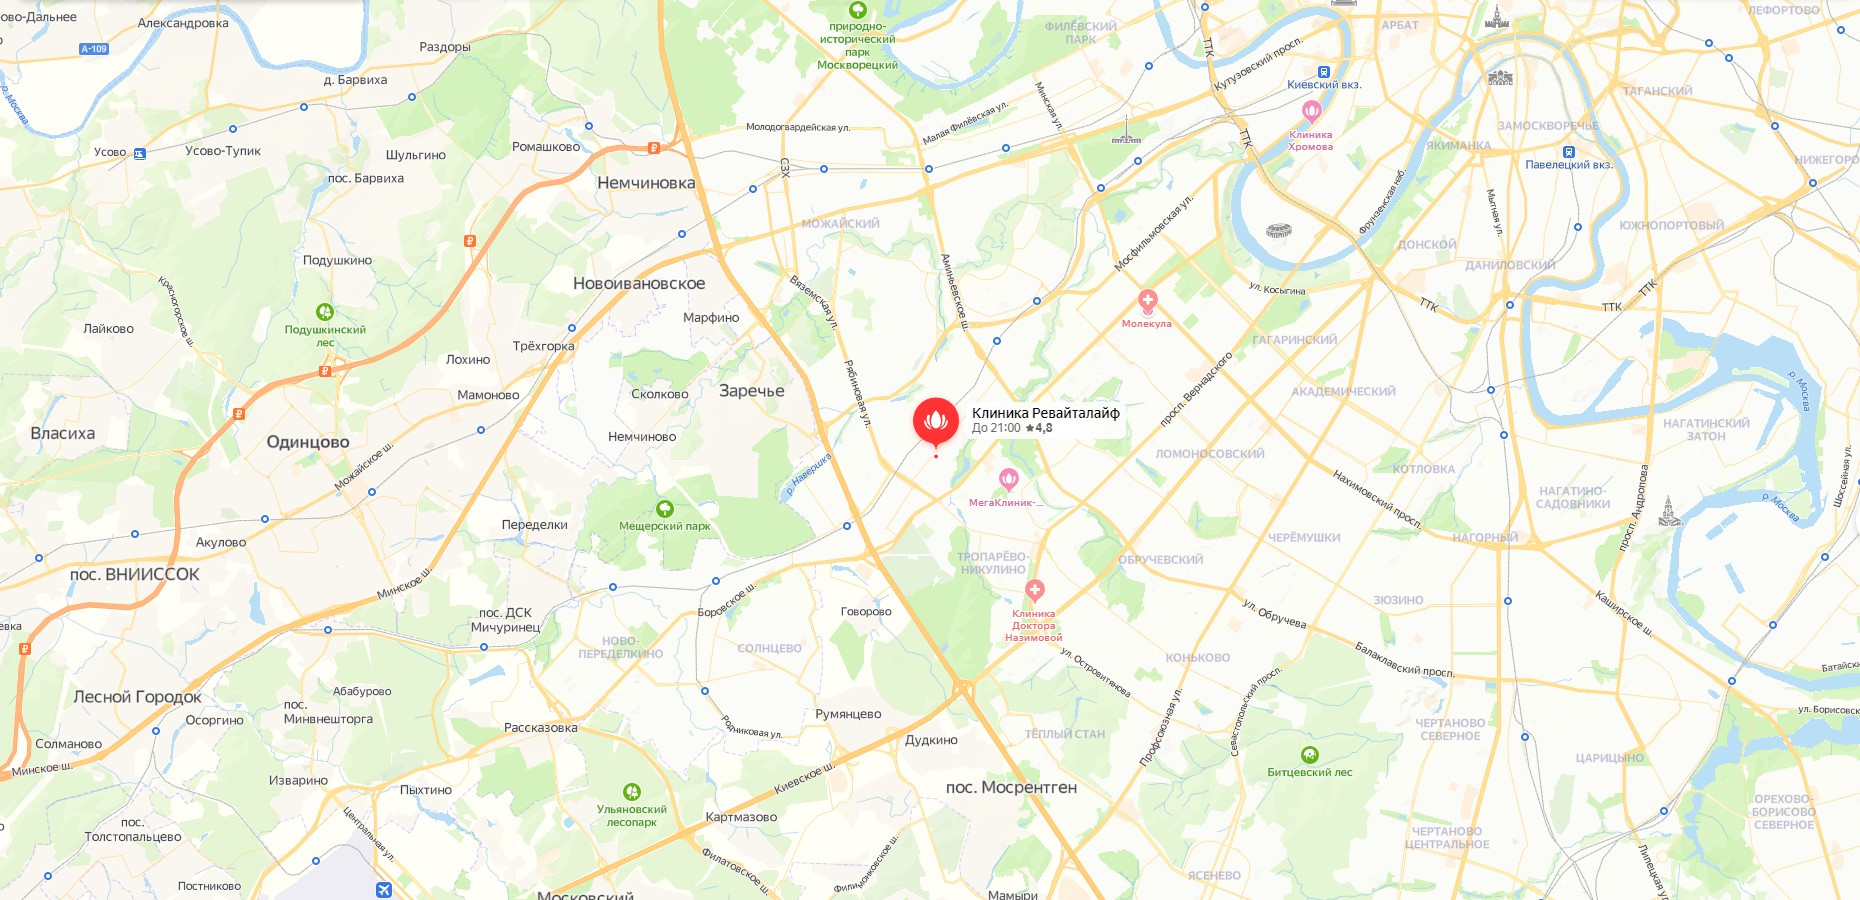 Александровка
А-109
Раздоры
д. Барвиха
Усово
Усово-Тупик
Шульгино
пос. Барвиха
Ромашково
Немчиновка
природно-
исторический
парк
Москворецкий
ФИЛЁВСКИЙ
ПАРК
Минская ул.
Малая Филёвская ул.
Молодогвардейская ул.
СЗХ
МОЖАЙСКИЙ
ТТК
Кутузовский просп.
АРБАТ
Киевский вкз.
Клиника
Хромова
ТТК
ЛЕФОРТОВО
ТАГАНСКИЙ
ЗАМОСКВОРЕЧЬЕ
ЯКИМАНКА
Павелецкий вкз.
НИЖЕГОРО
Фрунзенская наб.
Мытная ул.
ЮЖНОПОРТОВЫЙ
ДОНСКОЙ
ДАНИЛОВСКИЙ
ТТК
ТТК
ТТК
Мосфильмовская ул.
ул. Косыгина
Молекула
ГАГАРИНСКИЙ
АКАДЕМИЧЕСКИЙ
р. Москва
НАГАТИНСКИЙ
ЗАТОН
Подушкино
Красногорское ш.
Подушкинский
лес
Лайково
Новоивановское
Марфино
Трёхгорка
Лохино
Мамоново
Сколково
Заречье
Немчиново
Вяземская ул.
Рябиновая ул.
Аминьевское ш.
просп. Вернадского
Клиника Ревайталайф
До 21:00 ★4,8
МегаКлиник-...
ЛОМОНОСОВСКИЙ
КОТЛОВКА
Нахимовский просп.
НАГАТИНО-
САДОВНИКИ
просп. Андропова
р. Москва
Шоссейная ул.
Власиха
Одинцово
Можайское ш.
р. Навершка
Мещерский парк
Переделки
Акулово
пос. ВНИИССОК
Минское ш.
пос. ДСК
Мичуринец
Боровское ш.
Говорово
НОВО-
ПЕРЕДЕЛКИНО
СОЛНЦЕВО
ТРОПАРЁВО-
НИКУЛИНО
Клиника
Доктора
Назимовой
ОБРУЧЕВСКИЙ
ЧЕРЁМУШКИ
НАГОРНЫЙ
ЗЮЗИНО
ул. Обручева
Каширское ш.
Балаклавский просп.
ул. Островитянова
КОНЬКОВО
Севастопольский просп.
Профсоюзная ул.
Батайски
ул. Борисовск
Лесной Городок
Абабурово
Осоргино
пос.
Минвнешторга
Солманово
Минское ш.
Рассказовка
Родниковая ул.
Румянцево
Дудкино
ТЁПЛЫЙ СТАН
Киевское ш.
пос. Мосрентген
Битцевский лес
ЧЕРТАНОВО
СЕВЕРНОЕ
ЦАРИЦЫНО
Изварино
Пыхтино
Ульяновский
лесопарк
Картмазово
пос.
Толстопальцево
Центральная ул.
Постниково
Филатовское ш.
Московский
Мамыри
ЯСЕНЕВО
ЧЕРТАНОВО
ЦЕНТРАЛЬНОЕ
ОРЕХОВО-
БОРИСОВО
СЕВЕРНОЕ
Липецкая ул.